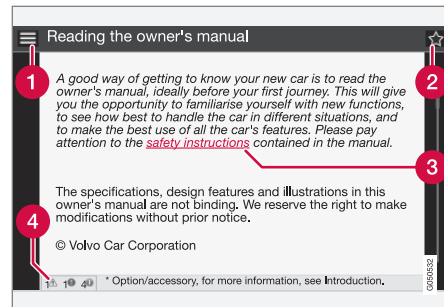 Reading the owner's manual
1
2
A good way of getting to know your new car is to read the
owner's manual, ideally before your first journey. This will give
you the opportunity to familiarise yourself with new functions,
to see how best to handle the car in different situations, and
to make the best use of all the car's features. Please pay
attention to the safety instructions contained in the manual.
3
The specifications, design features and illustrations in this
owner's manual are not binding. We reserve the right to make
modifications without prior notice.
4
© Volvo Car Corporation
1 1 4 * Option/accessory, for more information, see Introduction.
G050532